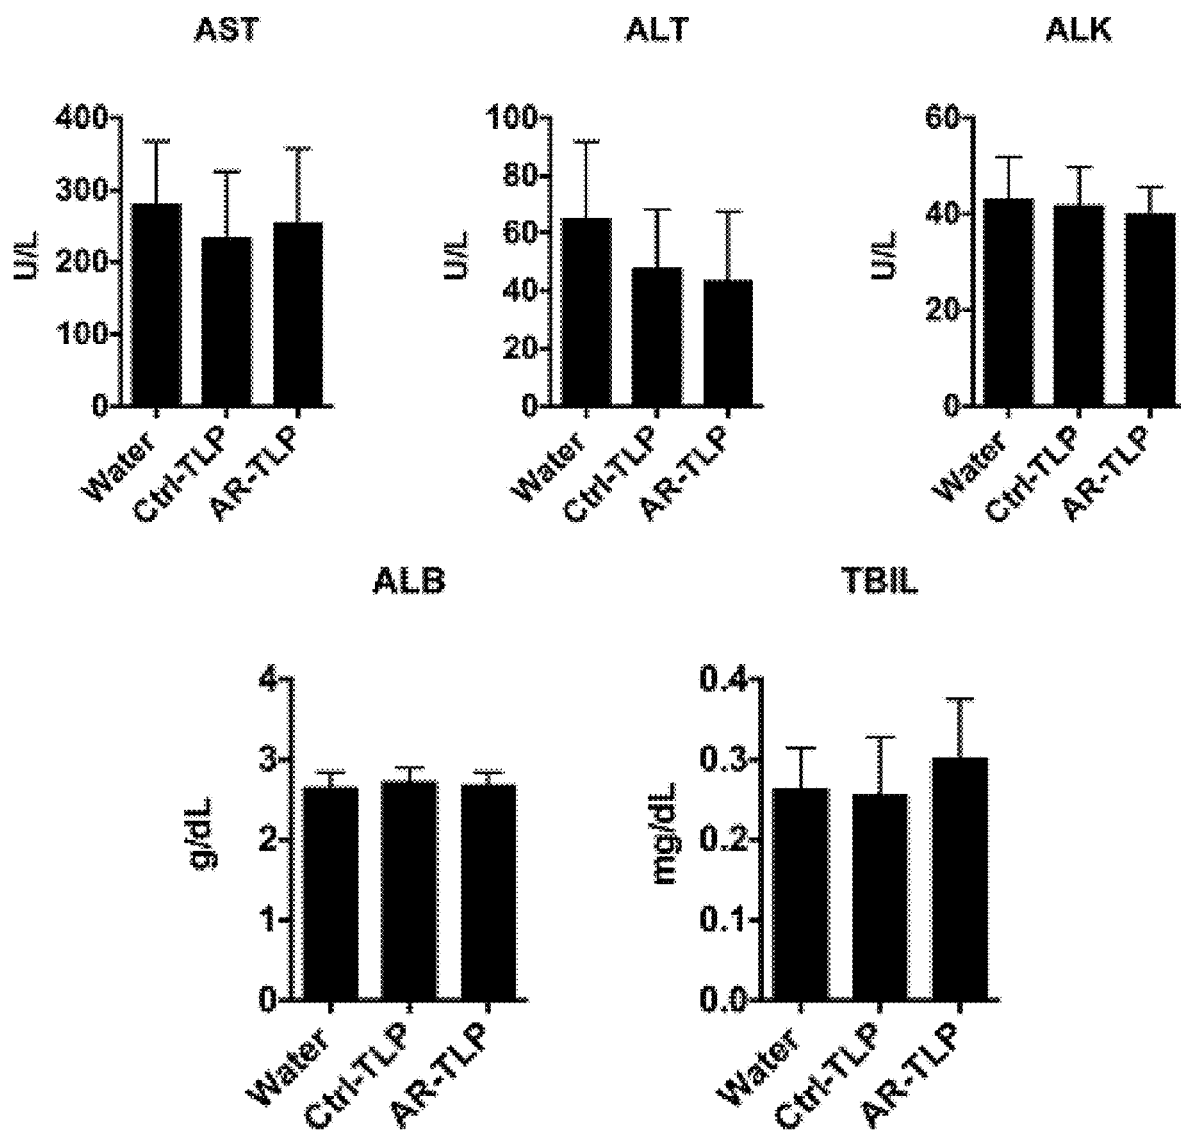 AST
ALT
ALK
400
300
200
100
0
U/L
Water
Ctrl-TLP
AR-TLP
100
80
60
40
20
0
U/L
Water
Ctrl-TLP
AR-TLP
60
40
20
0
U/L
Water
Ctrl-TLP
AR-TLP
ALB
TBIL
4
3
2
1
0
g/dL
Water
Ctrl-TLP
AR-TLP
0.4
0.3
0.2
0.1
0.0
mg/dL
Water
Ctrl-TLP
AR-TLP